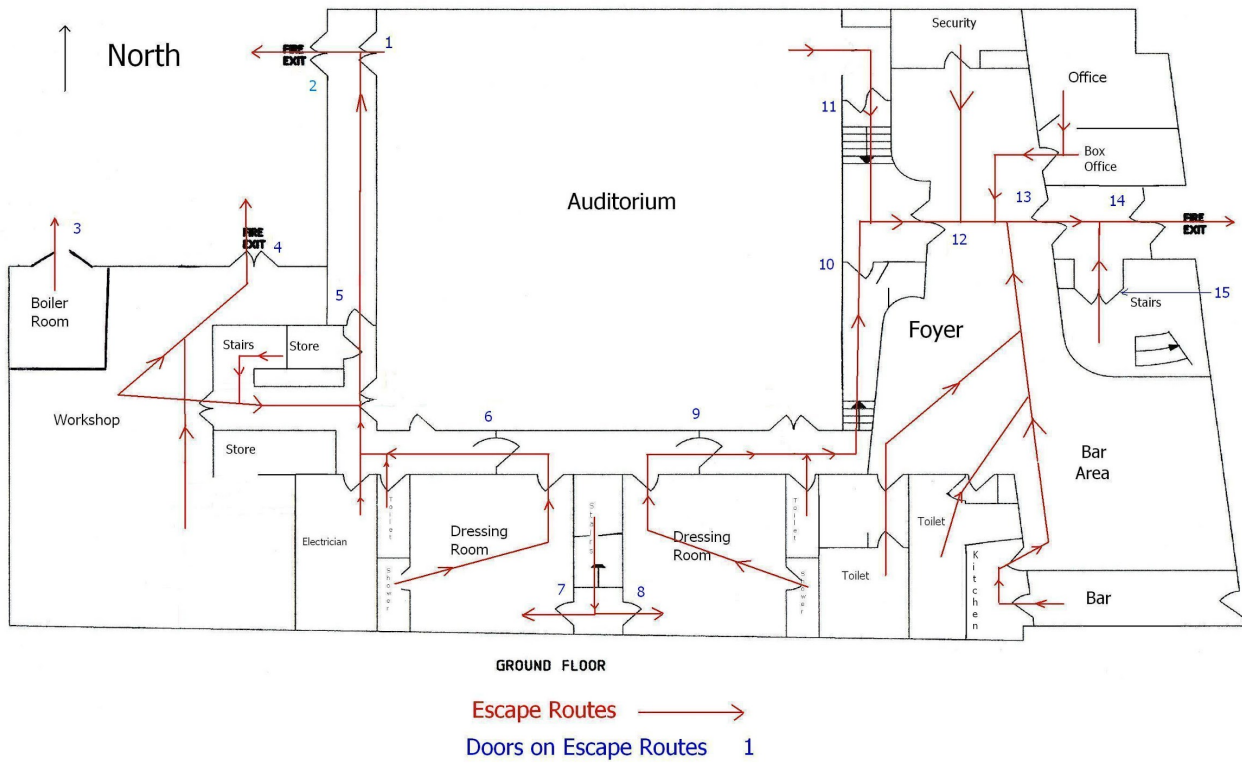 North
FIRE
EXIT
1
2
Security
Office
11
Box
Office
Auditorium
13
14
FIRE
EXIT
12
3
FIRE
EXIT
4
10
Boiler
Room
5
Stairs
15
Foyer
Stairs
Store
Workshop
6
9
Store
Bar
Area
Toilet
Stairs
Toilet
Toilet
Electrician
Dressing
Room
Dressing
Room
Shower
Shower
Toilet
Kitchen
7
8
Bar
GROUND FLOOR
Escape Routes
Doors on Escape Routes 1